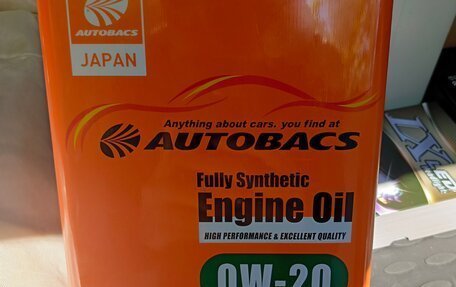 AUTOBACS
JAPAN
Anything about cars, you find at
AUTOBACS
Fully Synthetic
Engine Oil
HIGH PERFORMANCE & EXCELLENT QUALITY
0W-20